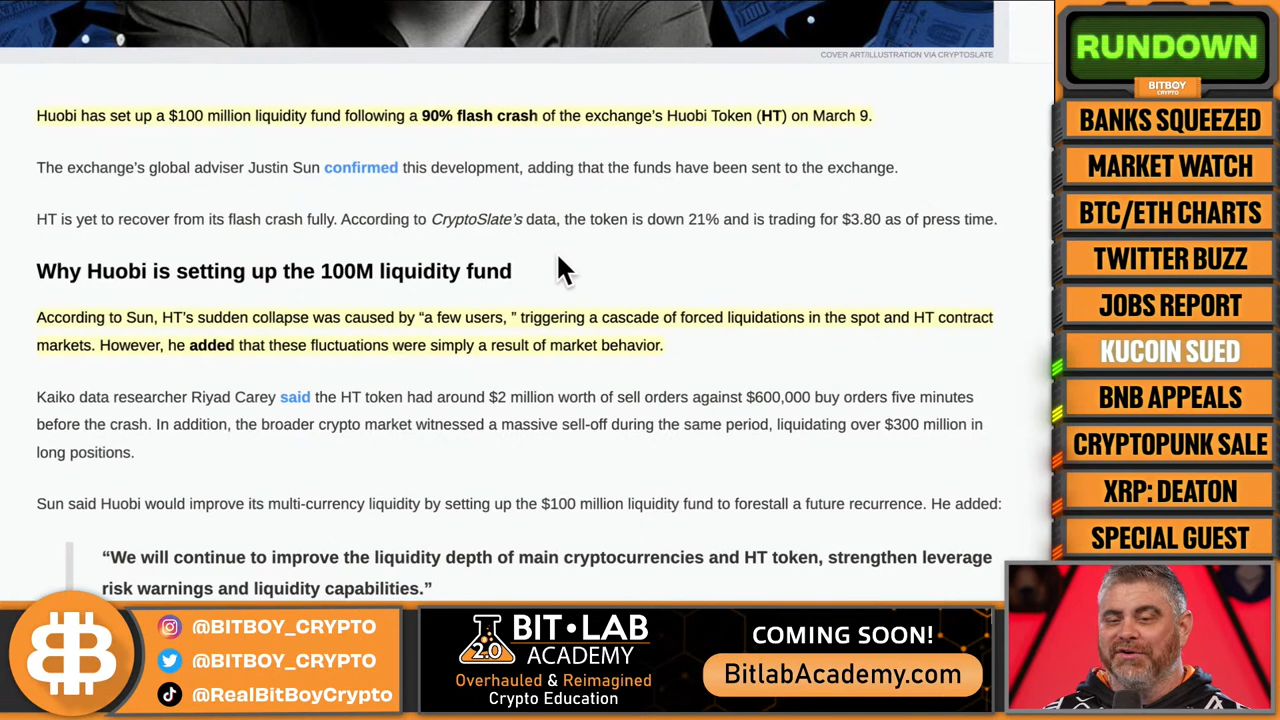 COVER ART/ILLUSTRATION VIA CRYPTOSLATE
Huobi has set up a $100 million liquidity fund following a 90% flash crash of the exchange's Huobi Token (HT) on March 9.
The exchange's global adviser Justin Sun confirmed this development, adding that the funds have been sent to the exchange.
HT is yet to recover from its flash crash fully. According to CryptoSlate's data, the token is down 21% and is trading for $3.80 as of press time.
Why Huobi is setting up the 100M liquidity fund
According to Sun, HT's sudden collapse was caused by “a few users, ” triggering a cascade of forced liquidations in the spot and HT contract
markets. However, he added that these fluctuations were simply a result of market behavior.
Kaiko data researcher Riyad Carey said the HT token had around $2 million worth of sell orders against $600,000 buy orders five minutes
before the crash. In addition, the broader crypto market witnessed a massive sell-off during the same period, liquidating over $300 million in
long positions.
Sun said Huobi would improve its multi-currency liquidity by setting up the $100 million liquidity fund to forestall a future recurrence. He added:
“We will continue to improve the liquidity depth of main cryptocurrencies and HT token, strengthen leverage
risk warnings and liquidity capabilities.”
RUNDOWN
BITBOY
CRYPTO
BANKS SQUEEZED
MARKET WATCH
BTC/ETH CHARTS
TWITTER BUZZ
JOBS REPORT
KUCOIN SUED
BNB APPEALS
CRYPTOPUNK SALE
XRP: DEATON
SPECIAL GUEST
@BITBOY_CRYPTO
@BITBOY_CRYPTO
@RealBitBoyCrypto
2.0
BIT•LAB
ACADEMY
Overhauled & Reimagined
Crypto Education
COMING SOON!
BitlabAcademy.com